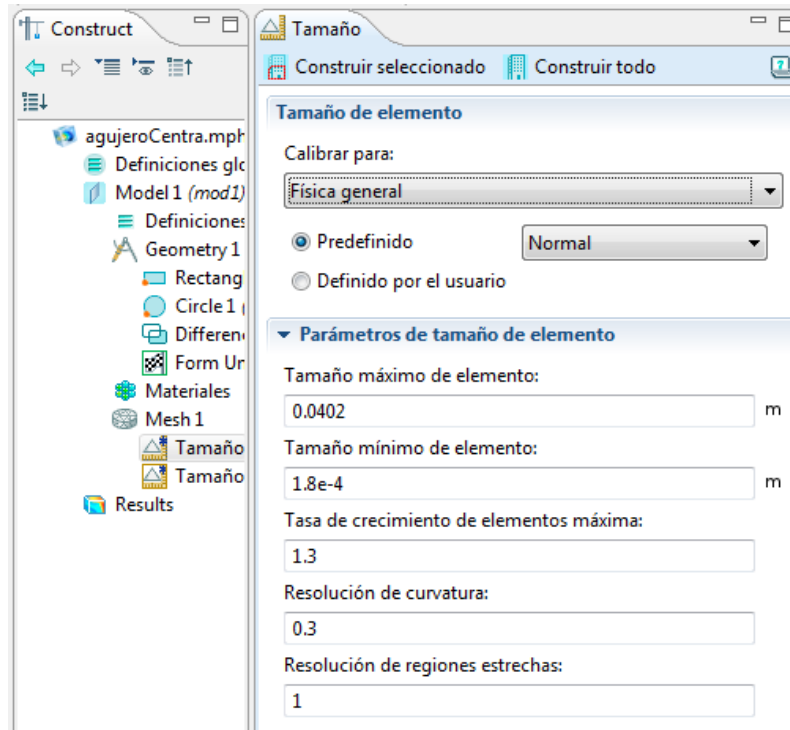 Construct
agujeroCentra.mph
Definiciones glo
Model 1 (mod1)
Definiciones
Geometry 1
Rectang
Circle 1 (
Differen
Form Un
Materiales
Mesh 1
Tamaño
Tamaño
Results
Tamaño
Construir seleccionado Construir todo
Tamaño de elemento
Calibrar para:
Física general
Predefinido Normal
Definido por el usuario
Parámetros de tamaño de elemento
Tamaño máximo de elemento:
0.0402 m
Tamaño mínimo de elemento:
1.8e-4 m
Tasa de crecimiento de elementos máxima:
1.3
Resolución de curvatura:
0.3
Resolución de regiones estrechas:
1